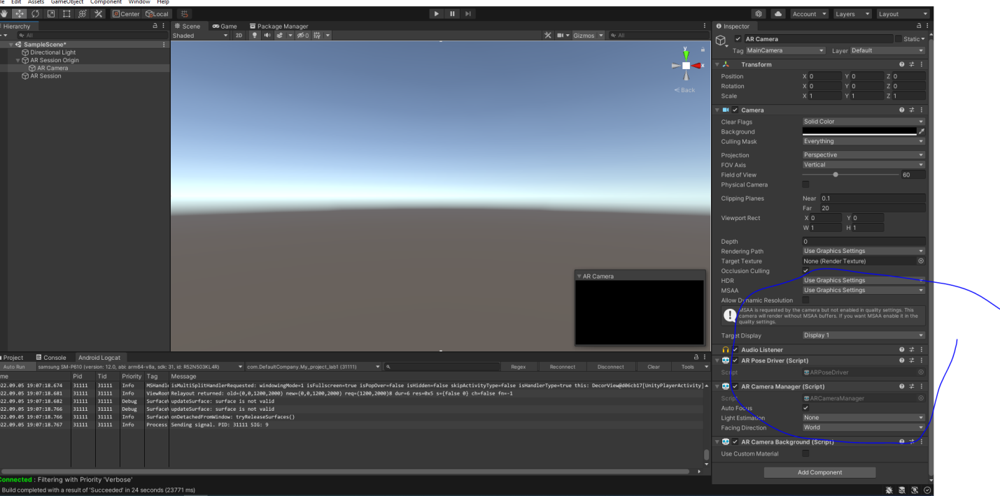 Edit Assets GameObject Component Window Help
Center Local Account Layers Layout
Hierarchy
All
SampleScene*
Directional Light
AR Session Origin
AR Camera
AR Session
Scene Game Package Manager
Shaded 2D 0 Gizmos All
y
x
Back
AR Camera
Inspector
AR Camera Static
Tag MainCamera Layer Default
Transform
Position X 0 Y 0 Z 0
Rotation X 0 Y 0 Z 0
Scale X 1 Y 1 Z 1
Camera
Clear Flags Solid Color
Background
Culling Mask Everything
Projection Perspective
FOV Axis Vertical
Field of View 60
Physical Camera
Clipping Planes Near 0.1
Far 20
Viewport Rect X 0 Y 0
W 1 H 1
Depth 0
Rendering Path Use Graphics Settings
Target Texture None (Render Texture)
Occlusion Culling
HDR Use Graphics Settings
MSAA Use Graphics Settings
Allow Dynamic Resolution
MSAA is requested by the camera but not enabled in quality settings. This
camera will render without MSAA buffers. If you want MSAA enable it in the
quality settings.
Target Display Display 1
Audio Listener
AR Pose Driver (Script)
Script ARPoseDriver
AR Camera Manager (Script)
Script ARCameraManager
Auto Focus
Light Estimation None
Facing Direction World
AR Camera Background (Script)
Use Custom Material
Add Component
Project Console Android Logcat
Auto Run samsung SM-P610 (version: 12.0, abi: arm64-v8a, sdk: 31, id: R52N503KL4R) com.DefaultCompany.My_project_lab1 (31111) Regex Reconnect Disconnect Clear Tools
me Pid Tid Priority Tag Message
022.09.05 19:07:18.674 31111 31111 Info MSHandle isMultiSplitHandlerRequested: windowingMode=1 isFullscreen=true isPopOver=false isHidden=false skipActivityType=false isHandlerType=true this: DecorView@d06cb17[UnityPlayerActivity]
022.09.05 19:07:18.681 31111 31111 Info ViewRoot Relayout returned: old=(0,0,1200,2000) new=(0,0,1200,2000) req=(1200,2000)8 dur=6 res=0x5 s={false 0} ch=false fn=-1
022.09.05 19:07:18.682 31111 31111 Debug Surface updateSurface: surface is not valid
022.09.05 19:07:18.766 31111 31111 Debug Surface updateSurface: surface is not valid
022.09.05 19:07:18.766 31111 31111 Info Surface onDetachedFromWindow: tryReleaseSurfaces()
022.09.05 19:07:18.767 31111 31111 Info Process Sending signal. PID: 31111 SIG: 9
Connected : Filtering with Priority 'Verbose'
Build completed with a result of 'Succeeded' in 24 seconds (23771 ms)